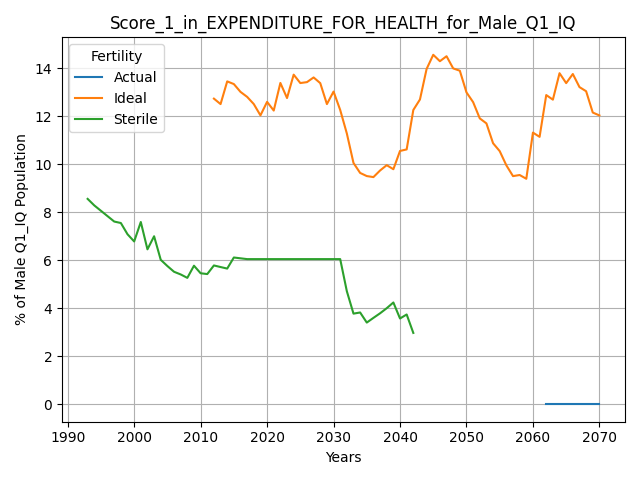 Score_1_in_EXPENDITURE_FOR_HEALTH_for_Male_Q1_IQ
Fertility
Actual
Ideal
Sterile
% of Male Q1_IQ Population
14
12
10
8
6
4
2
0
1990 2000 2010 2020 2030 2040 2050 2060 2070
Years